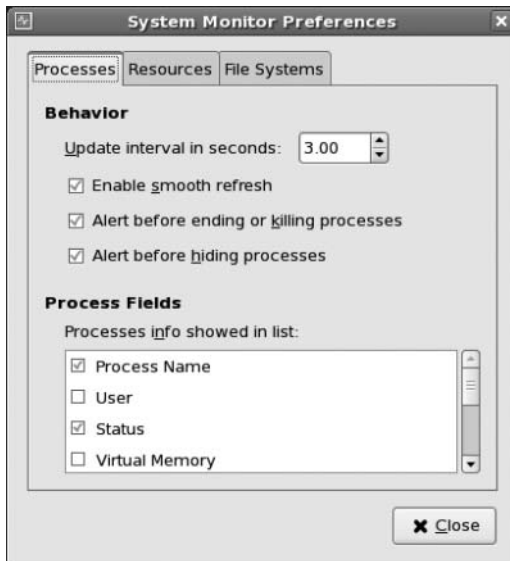 System Monitor Preferences
Processes Resources File Systems
Behavior
Update interval in seconds: 3.00
Enable smooth refresh
Alert before ending or killing processes
Alert before hiding processes
Process Fields
Processes info showed in list:
Process Name
User
Status
Virtual Memory
Close